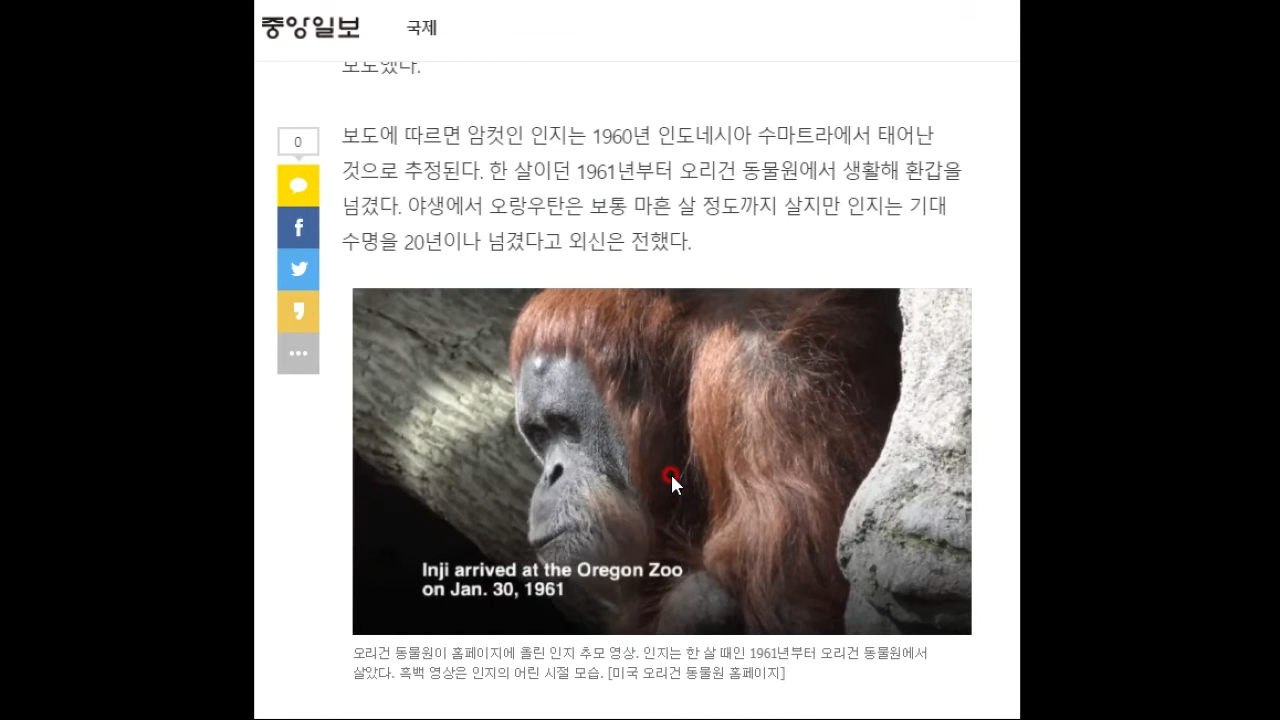 중앙일보 국제
보도했다.
보도에 따르면 암컷인 인지는 1960년 인도네시아 수마트라에서 태어난
것으로 추정된다. 한 살이던 1961년부터 오리건 동물원에서 생활해 환갑을
넘겼다. 야생에서 오랑우탄은 보통 마흔 살 정도까지 살지만 인지는 기대
수명을 20년이나 넘겼다고 외신은 전했다.
0
Inji arrived at the Oregon Zoo
on Jan. 30, 1961
오리건 동물원이 홈페이지에 올린 인지 추모 영상. 인지는 한 살 때인 1961년부터 오리건 동물원에서
살았다. 흑백 영상은 인지의 어린 시절 모습. [미국 오리건 동물원 홈페이지]